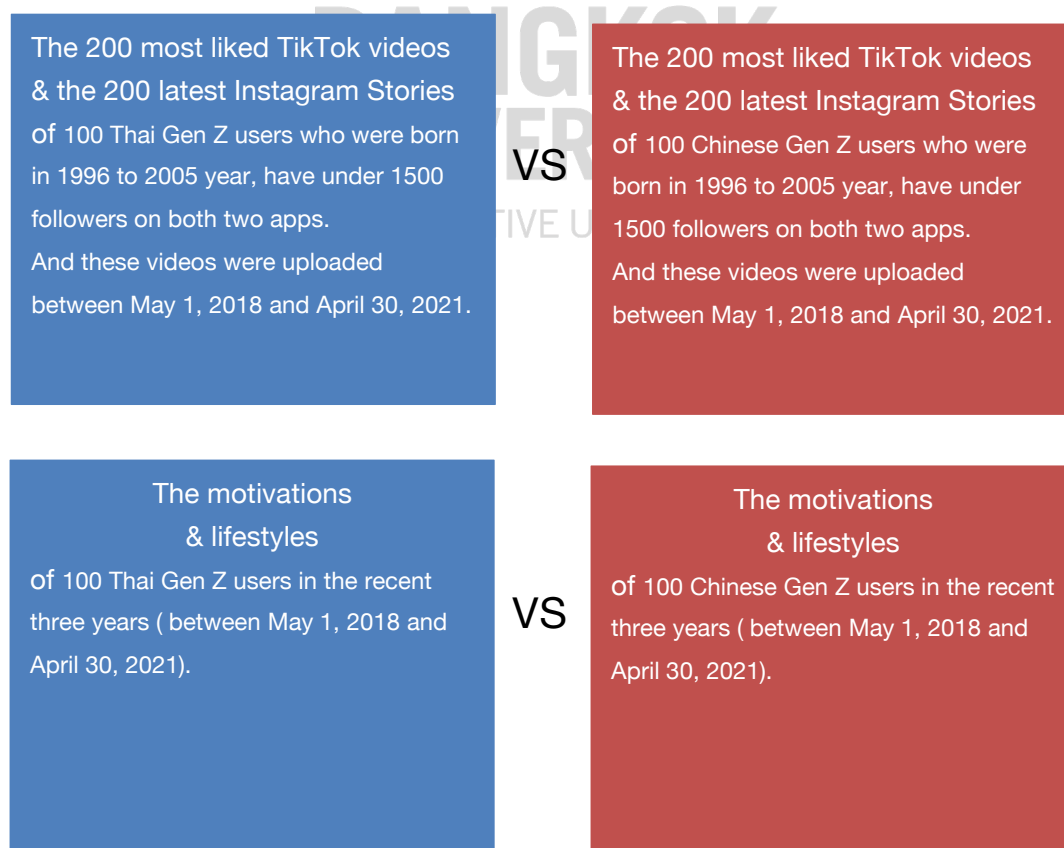 The 200 most liked TikTok videos
& the 200 latest Instagram Stories
of 100 Thai Gen Z users who were born
in 1996 to 2005 year, have under 1500
followers on both two apps.
And these videos were uploaded
between May 1, 2018 and April 30, 2021.
VS
The 200 most liked TikTok videos
& the 200 latest Instagram Stories
of 100 Chinese Gen Z users who were
born in 1996 to 2005 year, have under
1500 followers on both two apps.
And these videos were uploaded
between May 1, 2018 and April 30, 2021.
The motivations
& lifestyles
of 100 Thai Gen Z users in the recent
three years ( between May 1, 2018 and
April 30, 2021).
VS
The motivations
& lifestyles
of 100 Chinese Gen Z users in the recent
three years ( between May 1, 2018 and
April 30, 2021).